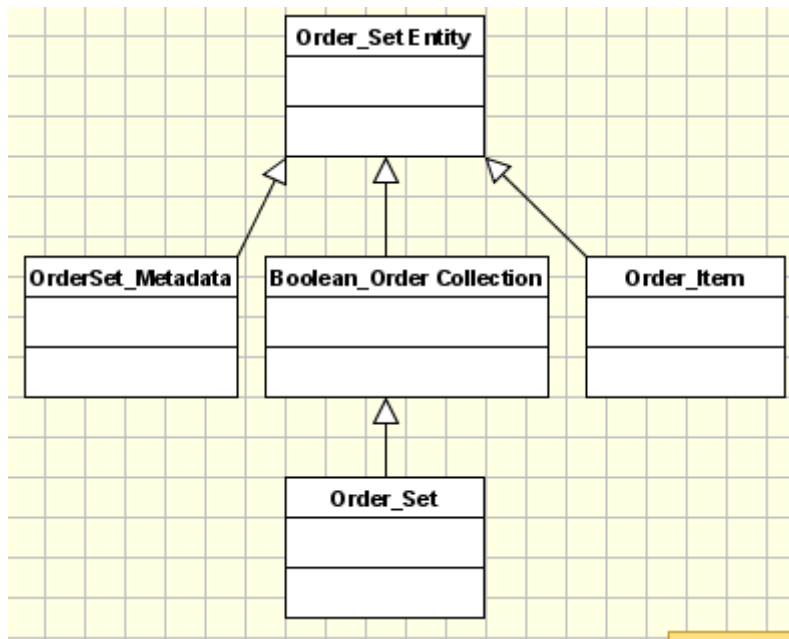 Order_Set Entity
OrderSet_Metadata
Boolean_Order Collection
Order_Item
Order_Set